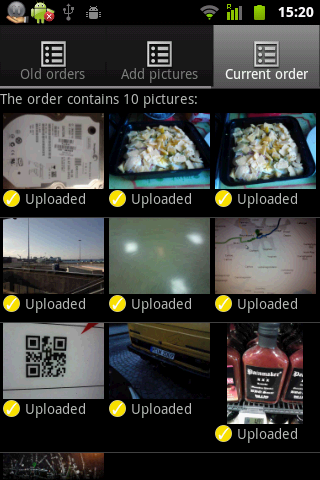 R
15:20
Old orders
Add pictures
Current order
The order contains 10 pictures:
Uploaded
Uploaded
Uploaded
Uploaded
Uploaded
Uploaded
Uploaded
Uploaded
Painmaker
Uploaded